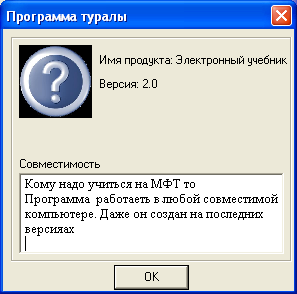 Программа туралы
Имя продукта: Электронный учебник
Версия: 2.0
Совместимость
Кому надо учиться на МФТ то
Программа работаеть в любой совместимой
компьютере. Даже он создан на последних
версияах
OK